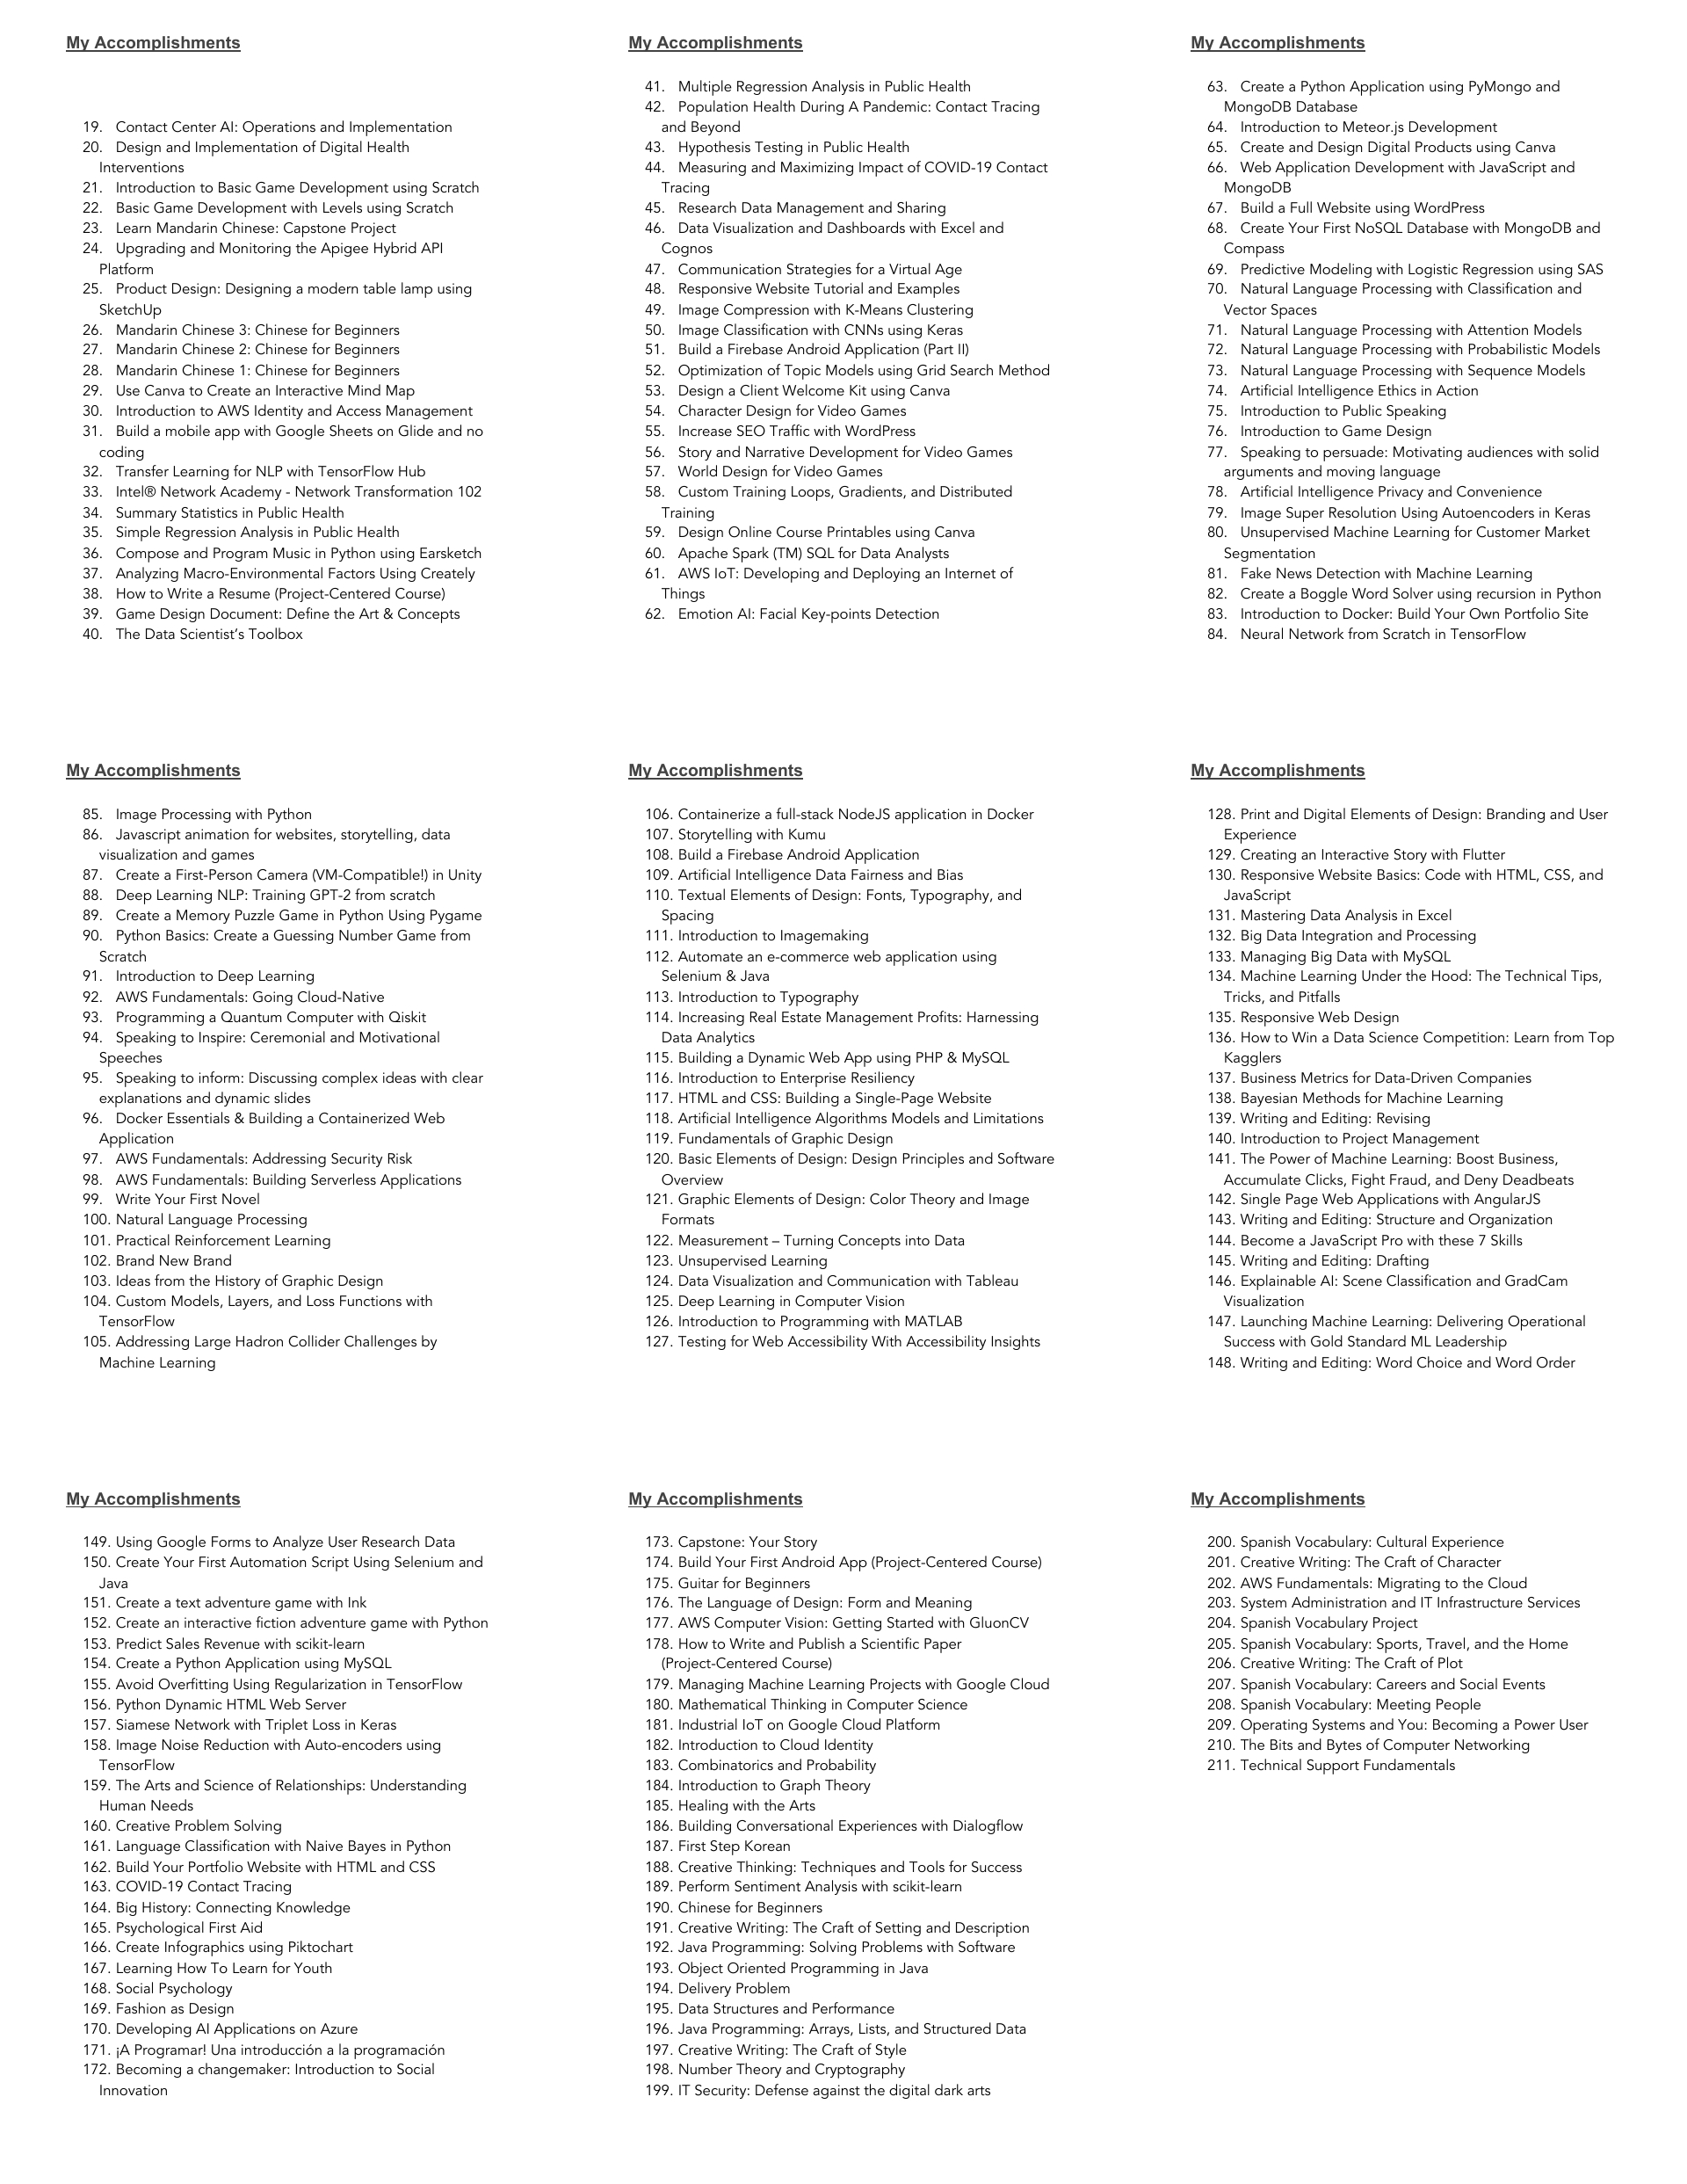 My Accomplishments
19. Contact Center AI: Operations and Implementation
20. Design and Implementation of Digital Health
Interventions
21. Introduction to Basic Game Development using Scratch
22. Basic Game Development with Levels using Scratch
23. Learn Mandarin Chinese: Capstone Project
24. Upgrading and Monitoring the Apigee Hybrid API
Platform
25. Product Design: Designing a modern table lamp using
SketchUp
26. Mandarin Chinese 3: Chinese for Beginners
27. Mandarin Chinese 2: Chinese for Beginners
28. Mandarin Chinese 1: Chinese for Beginners
29. Use Canva to Create an Interactive Mind Map
30. Introduction to AWS Identity and Access Management
31. Build a mobile app with Google Sheets on Glide and no
coding
32. Transfer Learning for NLP with TensorFlow Hub
33. Intel® Network Academy - Network Transformation 102
34. Summary Statistics in Public Health
35. Simple Regression Analysis in Public Health
36. Compose and Program Music in Python using Earsketch
37. Analyzing Macro-Environmental Factors Using Creately
38. How to Write a Resume (Project-Centered Course)
39. Game Design Document: Define the Art & Concepts
40. The Data Scientist’s Toolbox
My Accomplishments
41. Multiple Regression Analysis in Public Health
42. Population Health During A Pandemic: Contact Tracing
and Beyond
43. Hypothesis Testing in Public Health
44. Measuring and Maximizing Impact of COVID-19 Contact
Tracing
45. Research Data Management and Sharing
46. Data Visualization and Dashboards with Excel and
Cognos
47. Communication Strategies for a Virtual Age
48. Responsive Website Tutorial and Examples
49. Image Compression with K-Means Clustering
50. Image Classification with CNNs using Keras
51. Build a Firebase Android Application (Part II)
52. Optimization of Topic Models using Grid Search Method
53. Design a Client Welcome Kit using Canva
54. Character Design for Video Games
55. Increase SEO Traffic with WordPress
56. Story and Narrative Development for Video Games
57. World Design for Video Games
58. Custom Training Loops, Gradients, and Distributed
Training
59. Design Online Course Printables using Canva
60. Apache Spark (TM) SQL for Data Analysts
61. AWS IoT: Developing and Deploying an Internet of
Things
62. Emotion AI: Facial Key-points Detection
My Accomplishments
63. Create a Python Application using PyMongo and
MongoDB Database
64. Introduction to Meteor.js Development
65. Create and Design Digital Products using Canva
66. Web Application Development with JavaScript and
MongoDB
67. Build a Full Website using WordPress
68. Create Your First NoSQL Database with MongoDB and
Compass
69. Predictive Modeling with Logistic Regression using SAS
70. Natural Language Processing with Classification and
Vector Spaces
71. Natural Language Processing with Attention Models
72. Natural Language Processing with Probabilistic Models
73. Natural Language Processing with Sequence Models
74. Artificial Intelligence Ethics in Action
75. Introduction to Public Speaking
76. Introduction to Game Design
77. Speaking to persuade: Motivating audiences with solid
arguments and moving language
78. Artificial Intelligence Privacy and Convenience
79. Image Super Resolution Using Autoencoders in Keras
80. Unsupervised Machine Learning for Customer Market
Segmentation
81. Fake News Detection with Machine Learning
82. Create a Boggle Word Solver using recursion in Python
83. Introduction to Docker: Build Your Own Portfolio Site
84. Neural Network from Scratch in TensorFlow
My Accomplishments
85. Image Processing with Python
86. Javascript animation for websites, storytelling, data
visualization and games
87. Create a First-Person Camera (VM-Compatible!) in Unity
88. Deep Learning NLP: Training GPT-2 from scratch
89. Create a Memory Puzzle Game in Python Using Pygame
90. Python Basics: Create a Guessing Number Game from
Scratch
91. Introduction to Deep Learning
92. AWS Fundamentals: Going Cloud-Native
93. Programming a Quantum Computer with Qiskit
94. Speaking to Inspire: Ceremonial and Motivational
Speeches
95. Speaking to inform: Discussing complex ideas with clear
explanations and dynamic slides
96. Docker Essentials & Building a Containerized Web
Application
97. AWS Fundamentals: Addressing Security Risk
98. AWS Fundamentals: Building Serverless Applications
99. Write Your First Novel
100. Natural Language Processing
101. Practical Reinforcement Learning
102. Brand New Brand
103. Ideas from the History of Graphic Design
104. Custom Models, Layers, and Loss Functions with
TensorFlow
105. Addressing Large Hadron Collider Challenges by
Machine Learning
My Accomplishments
106. Containerize a full-stack NodeJS application in Docker
107. Storytelling with Kumu
108. Build a Firebase Android Application
109. Artificial Intelligence Data Fairness and Bias
110. Textual Elements of Design: Fonts, Typography, and
Spacing
111. Introduction to Imagemaking
112. Automate an e-commerce web application using
Selenium & Java
113. Introduction to Typography
114. Increasing Real Estate Management Profits: Harnessing
Data Analytics
115. Building a Dynamic Web App using PHP & MySQL
116. Introduction to Enterprise Resiliency
117. HTML and CSS: Building a Single-Page Website
118. Artificial Intelligence Algorithms Models and Limitations
119. Fundamentals of Graphic Design
120. Basic Elements of Design: Design Principles and Software
Overview
121. Graphic Elements of Design: Color Theory and Image
Formats
122. Measurement – Turning Concepts into Data
123. Unsupervised Learning
124. Data Visualization and Communication with Tableau
125. Deep Learning in Computer Vision
126. Introduction to Programming with MATLAB
127. Testing for Web Accessibility With Accessibility Insights
My Accomplishments
128. Print and Digital Elements of Design: Branding and User
Experience
129. Creating an Interactive Story with Flutter
130. Responsive Website Basics: Code with HTML, CSS, and
JavaScript
131. Mastering Data Analysis in Excel
132. Big Data Integration and Processing
133. Managing Big Data with MySQL
134. Machine Learning Under the Hood: The Technical Tips,
Tricks, and Pitfalls
135. Responsive Web Design
136. How to Win a Data Science Competition: Learn from Top
Kagglers
137. Business Metrics for Data-Driven Companies
138. Bayesian Methods for Machine Learning
139. Writing and Editing: Revising
140. Introduction to Project Management
141. The Power of Machine Learning: Boost Business,
Accumulate Clicks, Fight Fraud, and Deny Deadbeats
142. Single Page Web Applications with AngularJS
143. Writing and Editing: Structure and Organization
144. Become a JavaScript Pro with these 7 Skills
145. Writing and Editing: Drafting
146. Explainable AI: Scene Classification and GradCam
Visualization
147. Launching Machine Learning: Delivering Operational
Success with Gold Standard ML Leadership
148. Writing and Editing: Word Choice and Word Order
My Accomplishments
149. Using Google Forms to Analyze User Research Data
150. Create Your First Automation Script Using Selenium and
Java
151. Create a text adventure game with Ink
152. Create an interactive fiction adventure game with Python
153. Predict Sales Revenue with scikit-learn
154. Create a Python Application using MySQL
155. Avoid Overfitting Using Regularization in TensorFlow
156. Python Dynamic HTML Web Server
157. Siamese Network with Triplet Loss in Keras
158. Image Noise Reduction with Auto-encoders using
TensorFlow
159. The Arts and Science of Relationships: Understanding
Human Needs
160. Creative Problem Solving
161. Language Classification with Naive Bayes in Python
162. Build Your Portfolio Website with HTML and CSS
163. COVID-19 Contact Tracing
164. Big History: Connecting Knowledge
165. Psychological First Aid
166. Create Infographics using Piktochart
167. Learning How To Learn for Youth
168. Social Psychology
169. Fashion as Design
170. Developing AI Applications on Azure
171. ¡A Programar! Una introducción a la programación
172. Becoming a changemaker: Introduction to Social
Innovation
My Accomplishments
173. Capstone: Your Story
174. Build Your First Android App (Project-Centered Course)
175. Guitar for Beginners
176. The Language of Design: Form and Meaning
177. AWS Computer Vision: Getting Started with GluonCV
178. How to Write and Publish a Scientific Paper
(Project-Centered Course)
179. Managing Machine Learning Projects with Google Cloud
180. Mathematical Thinking in Computer Science
181. Industrial IoT on Google Cloud Platform
182. Introduction to Cloud Identity
183. Combinatorics and Probability
184. Introduction to Graph Theory
185. Healing with the Arts
186. Building Conversational Experiences with Dialogflow
187. First Step Korean
188. Creative Thinking: Techniques and Tools for Success
189. Perform Sentiment Analysis with scikit-learn
190. Chinese for Beginners
191. Creative Writing: The Craft of Setting and Description
192. Java Programming: Solving Problems with Software
193. Object Oriented Programming in Java
194. Delivery Problem
195. Data Structures and Performance
196. Java Programming: Arrays, Lists, and Structured Data
197. Creative Writing: The Craft of Style
198. Number Theory and Cryptography
199. IT Security: Defense against the digital dark arts
My Accomplishments
200. Spanish Vocabulary: Cultural Experience
201. Creative Writing: The Craft of Character
202. AWS Fundamentals: Migrating to the Cloud
203. System Administration and IT Infrastructure Services
204. Spanish Vocabulary Project
205. Spanish Vocabulary: Sports, Travel, and the Home
206. Creative Writing: The Craft of Plot
207. Spanish Vocabulary: Careers and Social Events
208. Spanish Vocabulary: Meeting People
209. Operating Systems and You: Becoming a Power User
210. The Bits and Bytes of Computer Networking
211. Technical Support Fundamentals